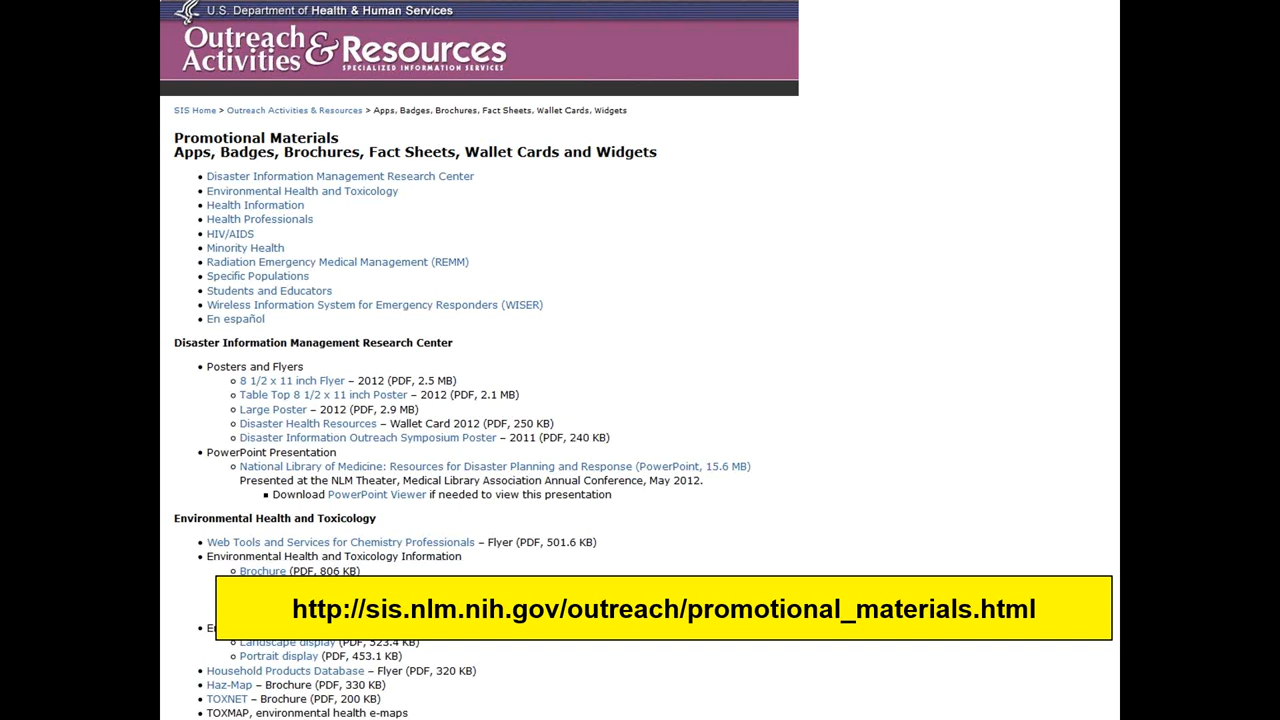 U.S. Department of Health & Human Services
Outreach
Activities & Resources
SPECIALIZED INFORMATION SERVICES
SIS Home > Outreach Activities & Resources > Apps, Badges, Brochures, Fact Sheets, Wallet Cards, Widgets
Promotional Materials
Apps, Badges, Brochures, Fact Sheets, Wallet Cards and Widgets
• Disaster Information Management Research Center
• Environmental Health and Toxicology
• Health Information
• Health Professionals
• HIV/AIDS
• Minority Health
• Radiation Emergency Medical Management (REMM)
• Specific Populations
• Students and Educators
• Wireless Information System for Emergency Responders (WISER)
• En español
Disaster Information Management Research Center
• Posters and Flyers
○ 8 1/2 x 11 inch Flyer – 2012 (PDF, 2.5 MB)
○ Table Top 8 1/2 x 11 inch Poster – 2012 (PDF, 2.1 MB)
○ Large Poster – 2012 (PDF, 2.9 MB)
○ Disaster Health Resources – Wallet Card 2012 (PDF, 250 KB)
○ Disaster Information Outreach Symposium Poster – 2011 (PDF, 240 KB)
• PowerPoint Presentation
○ National Library of Medicine: Resources for Disaster Planning and Response (PowerPoint, 15.6 MB)
Presented at the NLM Theater, Medical Library Association Annual Conference, May 2012.
■ Download PowerPoint Viewer if needed to view this presentation
Environmental Health and Toxicology
• Web Tools and Services for Chemistry Professionals – Flyer (PDF, 501.6 KB)
• Environmental Health and Toxicology Information
○ Brochure (PDF, 806 KB)
http://sis.nlm.nih.gov/outreach/promotional_materials.html
○ Landscape display (PDF, 523.4 KB)
○ Portrait display (PDF, 453.1 KB)
• Household Products Database – Flyer (PDF, 320 KB)
• Haz-Map – Brochure (PDF, 330 KB)
• TOXNET – Brochure (PDF, 200 KB)
• TOXMAP, environmental health e-maps